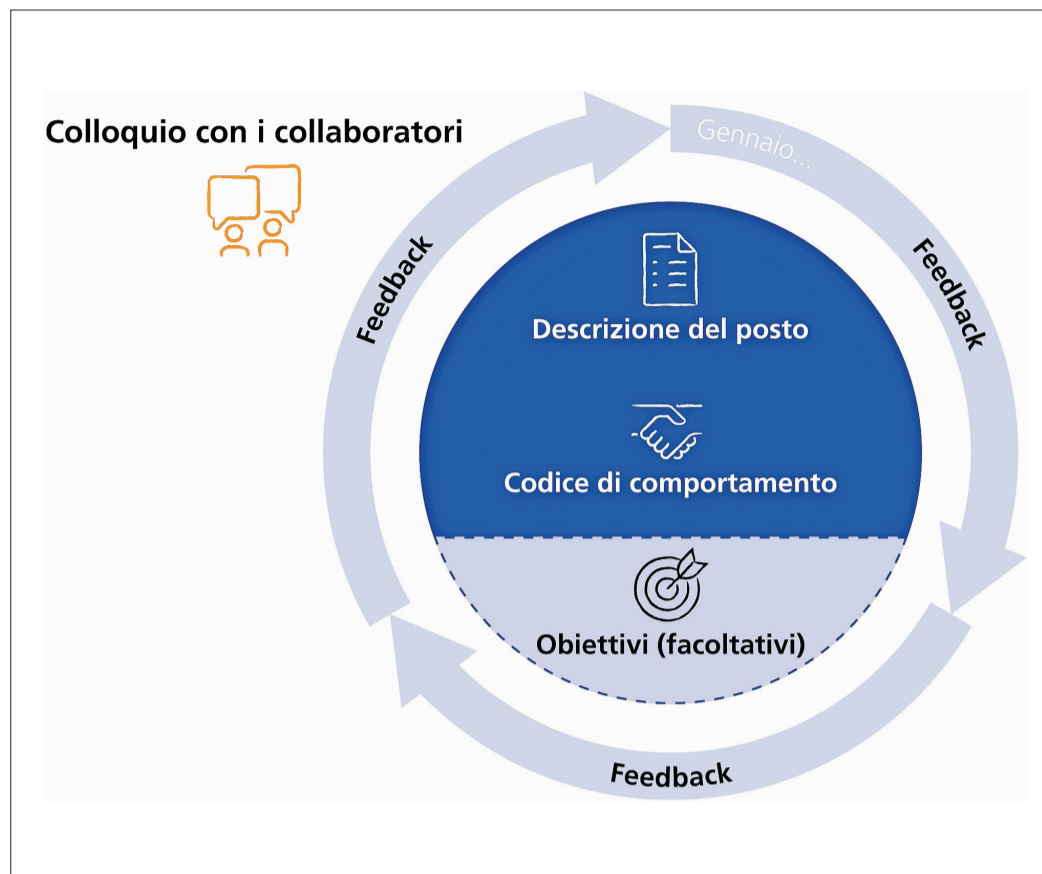 Colloquio con i collaboratori
Gennaio...
Feedback
Feedback
Descrizione del posto
Codice di comportamento
Obiettivi (facoltativi)
Feedback